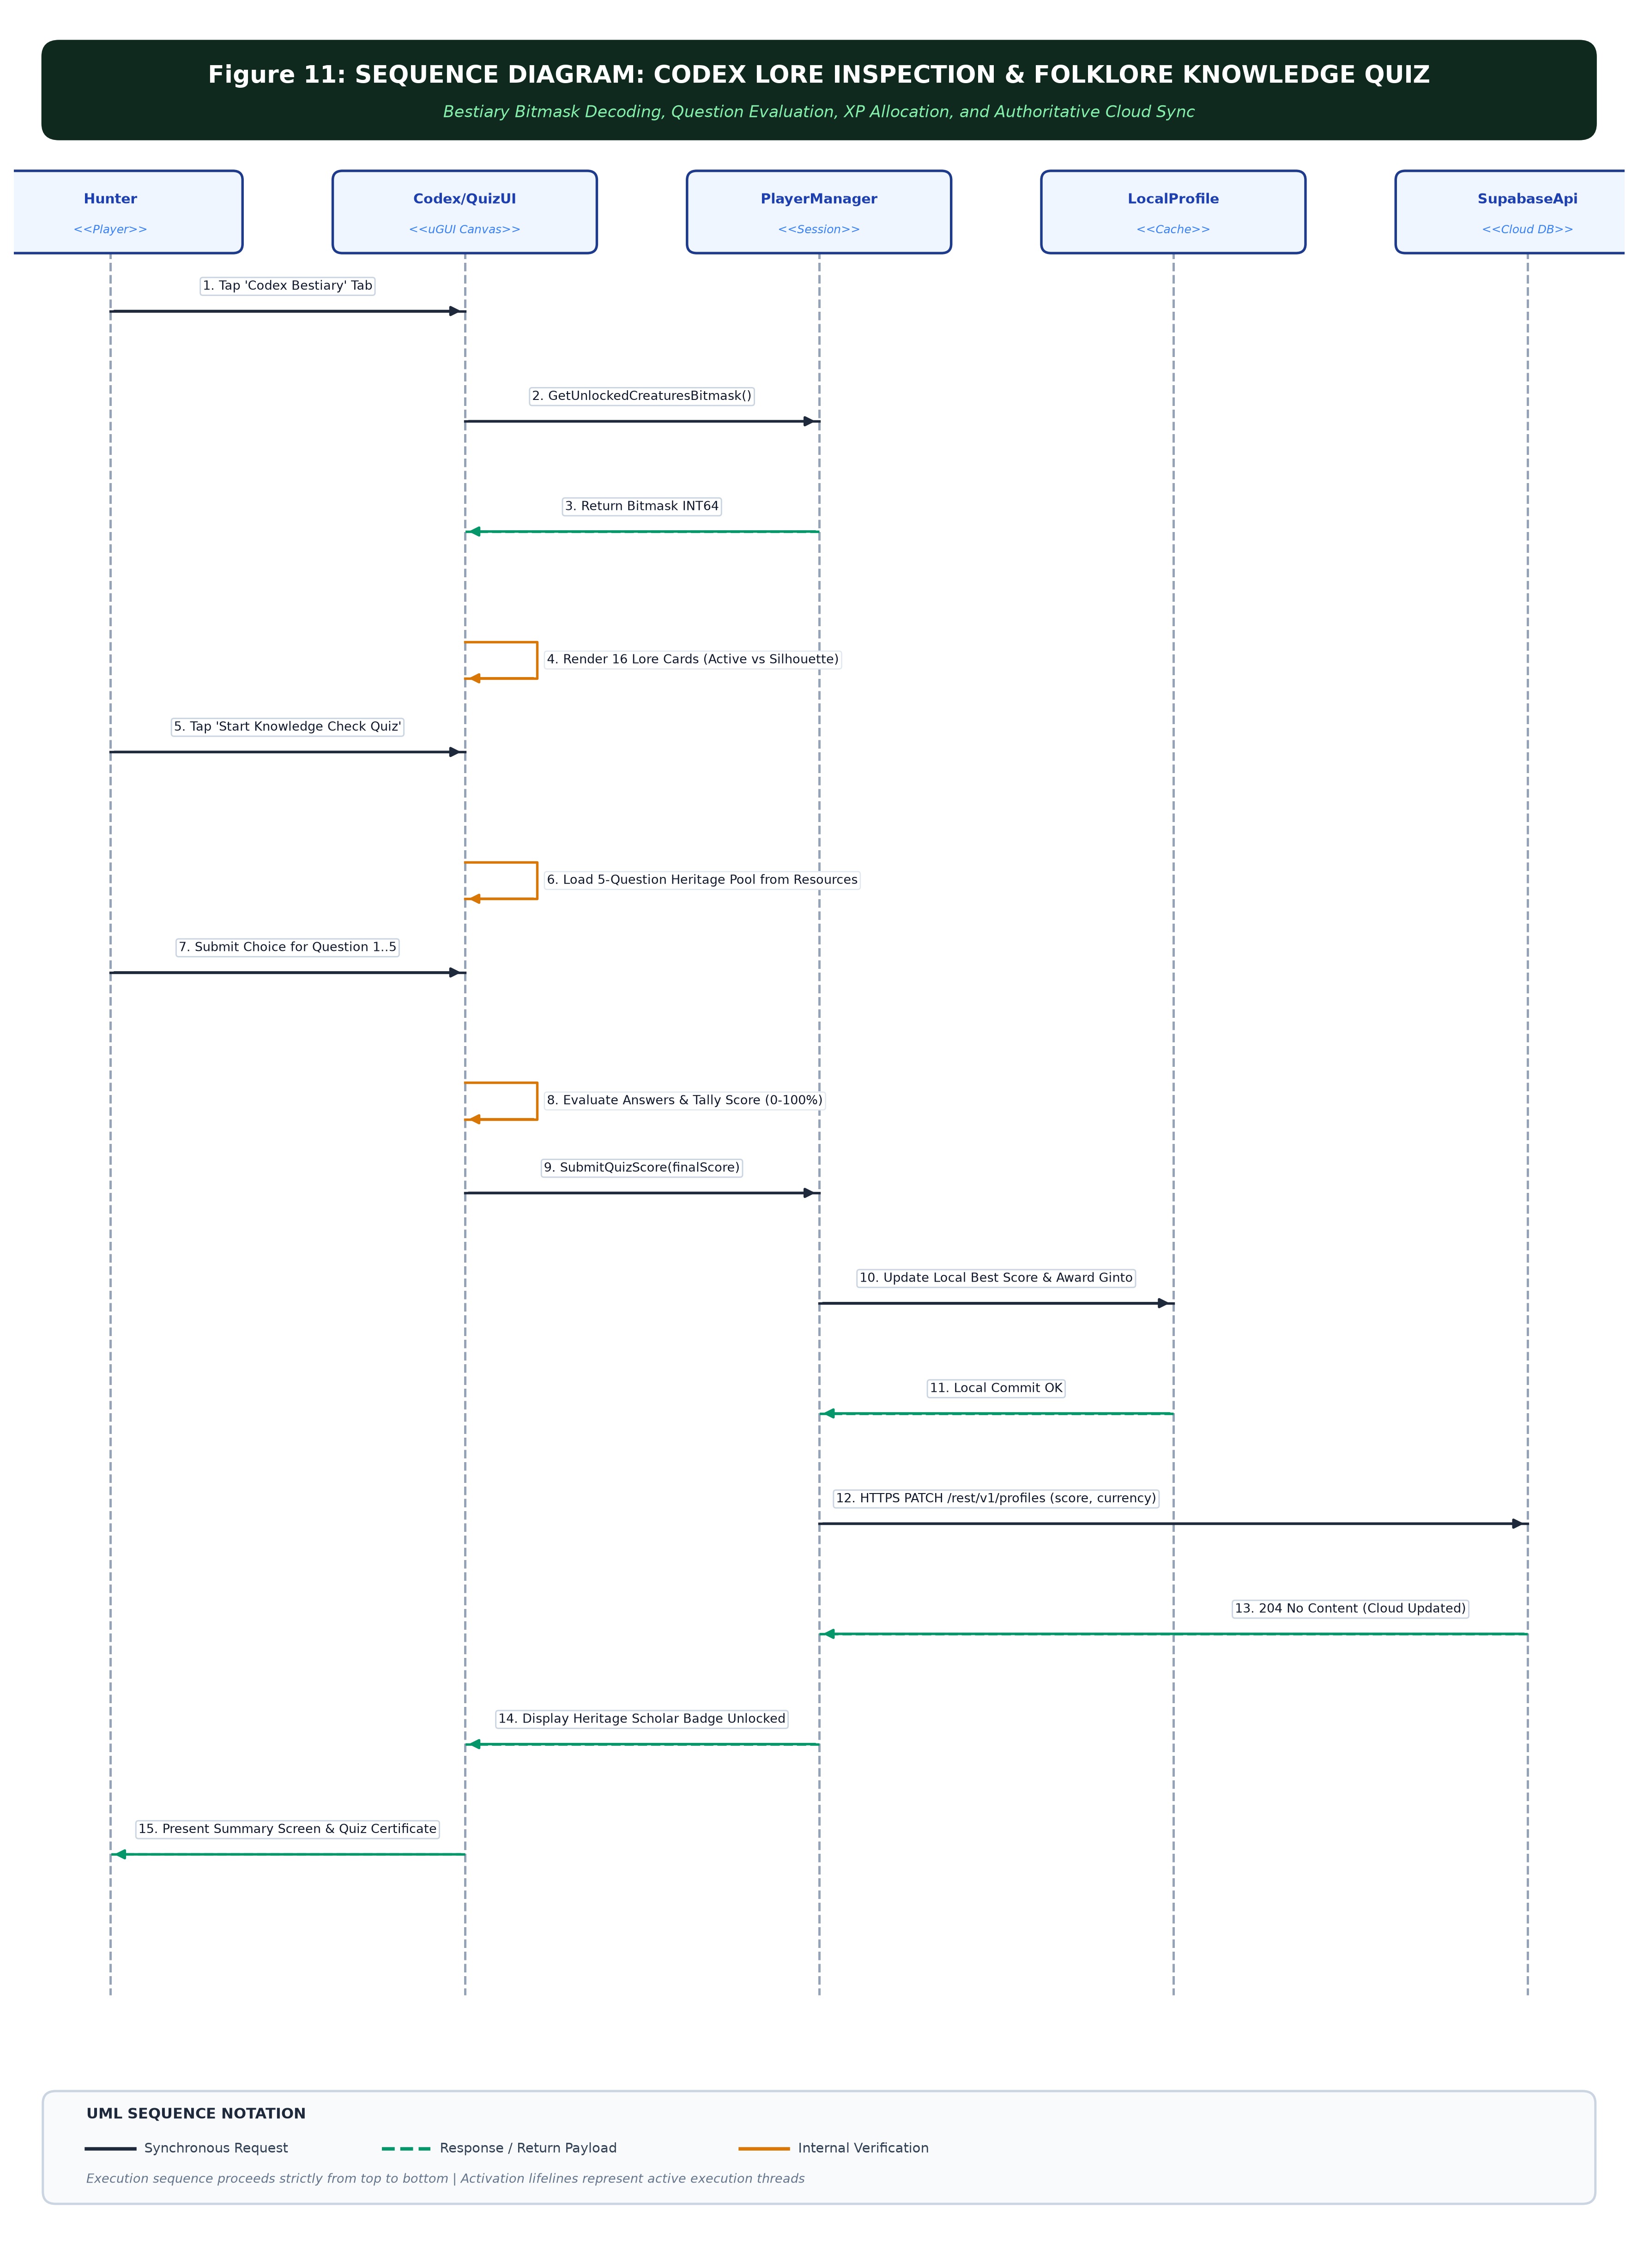 Figure 11: SEQUENCE DIAGRAM: CODEX LORE INSPECTION & FOLKLORE KNOWLEDGE QUIZ
Bestiary Bitmask Decoding, Question Evaluation, XP Allocation, and Authoritative Cloud Sync
Hunter
<<Player>>
Codex/QuizUI
<<uGUI Canvas>>
PlayerManager
<<Session>>
LocalProfile
<<Cache>>
SupabaseApi
<<Cloud DB>>
1. Tap 'Codex Bestiary' Tab
2. GetUnlockedCreaturesBitmask()
3. Return Bitmask INT64
4. Render 16 Lore Cards (Active vs Silhouette)
5. Tap 'Start Knowledge Check Quiz'
6. Load 5-Question Heritage Pool from Resources
7. Submit Choice for Question 1..5
8. Evaluate Answers & Tally Score (0-100%)
9. SubmitQuizScore(finalScore)
10. Update Local Best Score & Award Ginto
11. Local Commit OK
12. HTTPS PATCH /rest/v1/profiles (score, currency)
13. 204 No Content (Cloud Updated)
14. Display Heritage Scholar Badge Unlocked
15. Present Summary Screen & Quiz Certificate
UML SEQUENCE NOTATION
Synchronous Request
Response / Return Payload
Internal Verification
Execution sequence proceeds strictly from top to bottom | Activation lifelines represent active execution threads